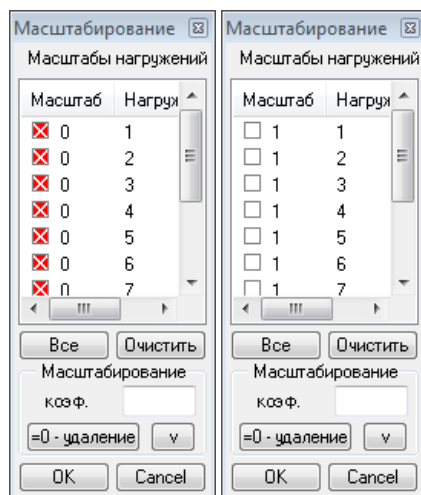 Масштабирование
Масштабы нагружений
Масштаб Нагруж
0 1
0 2
0 3
0 4
0 5
0 6
0 7
Все Очистить
Масштабирование
коэф.
=0 - удаление v
OK Cancel
Масштабирование
Масштабы нагружений
Масштаб Нагруж
1 1
1 2
1 3
1 4
1 5
1 6
1 7
Все Очистить
Масштабирование
коэф.
=0 - удаление v
OK Cancel